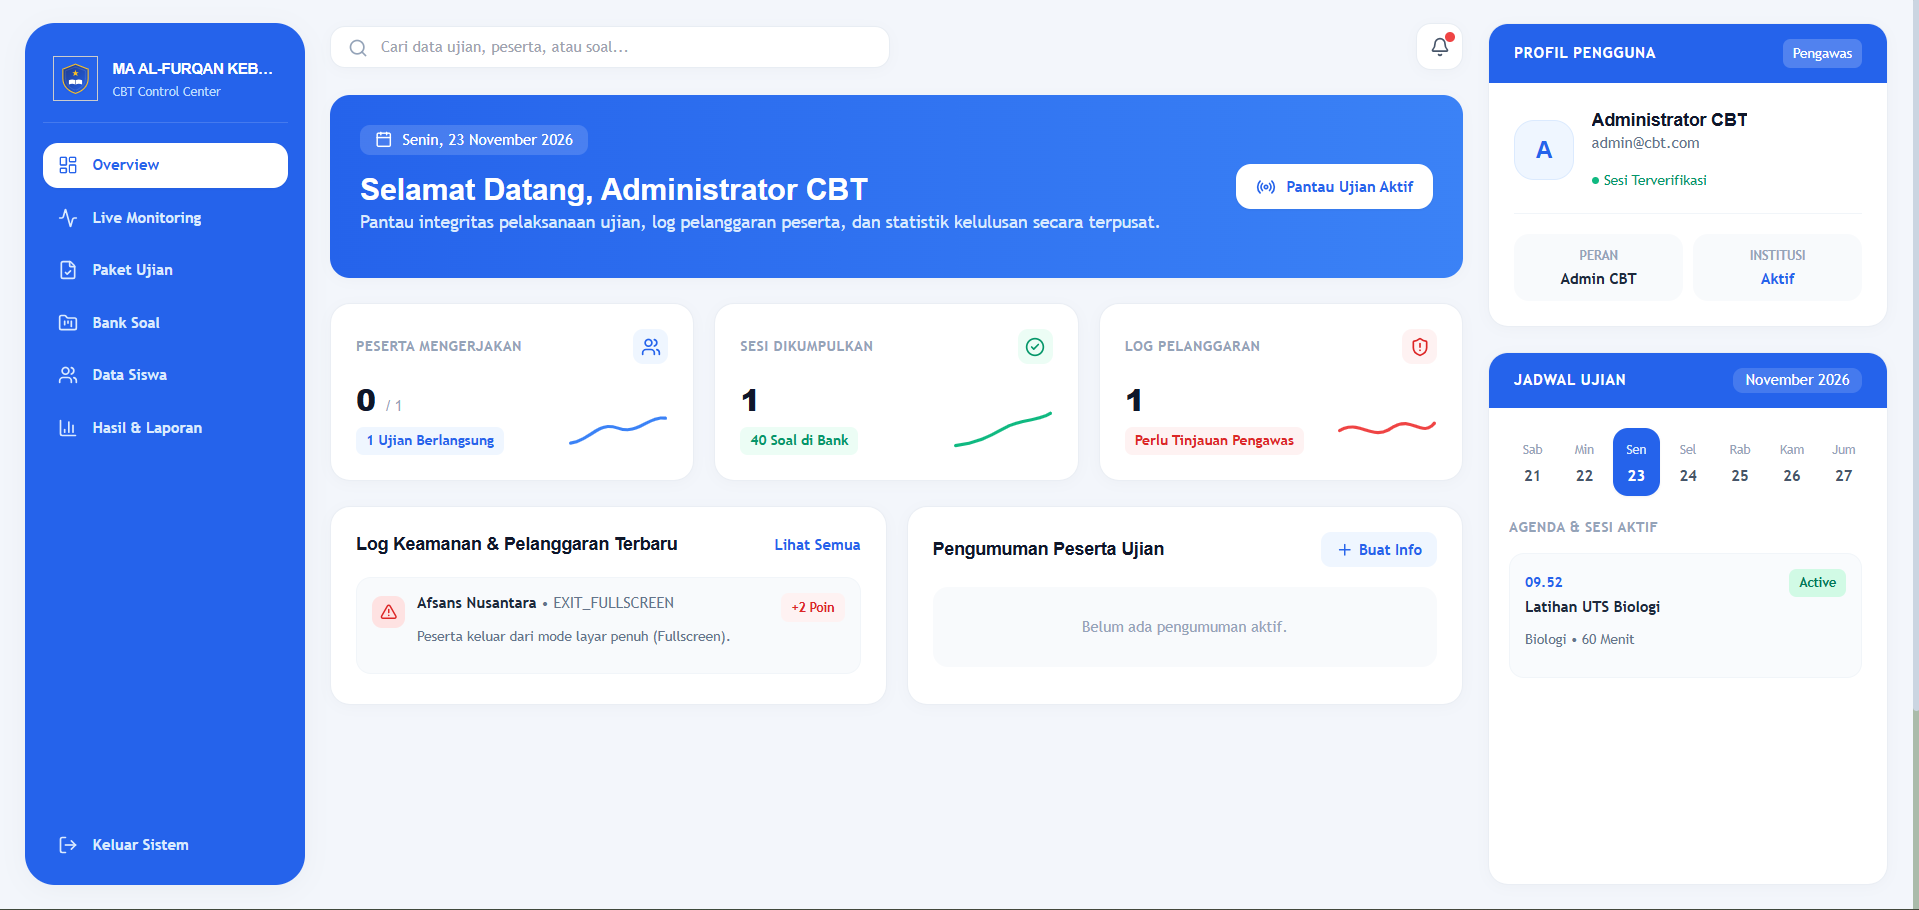 MA AL-FURQAN KEB...
CBT Control Center
Overview
Live Monitoring
Paket Ujian
Bank Soal
Data Siswa
Hasil & Laporan
Keluar Sistem
Cari data ujian, peserta, atau soal...
Senin, 23 November 2026
Selamat Datang, Administrator CBT
Pantau integritas pelaksanaan ujian, log pelanggaran peserta, dan statistik kelulusan secara terpusat.
Pantau Ujian Aktif
PESERTA MENGERJAKAN
0 / 1
1 Ujian Berlangsung
SESI DIKUMPULKAN
1
40 Soal di Bank
LOG PELANGGARAN
1
Perlu Tinjauan Pengawas
Log Keamanan & Pelanggaran Terbaru
Lihat Semua
Afsans Nusantara • EXIT_FULLSCREEN
+2 Poin
Peserta keluar dari mode layar penuh (Fullscreen).
Pengumuman Peserta Ujian
+ Buat Info
Belum ada pengumuman aktif.
PROFIL PENGGUNA
Pengawas
A
Administrator CBT
admin@cbt.com
• Sesi Terverifikasi
PERAN
Admin CBT
INSTITUSI
Aktif
JADWAL UJIAN
November 2026
Sab Min Sen Sel Rab Kam Jum
21 22 23 24 25 26 27
AGENDA & SESI AKTIF
09.52
Active
Latihan UTS Biologi
Biologi • 60 Menit